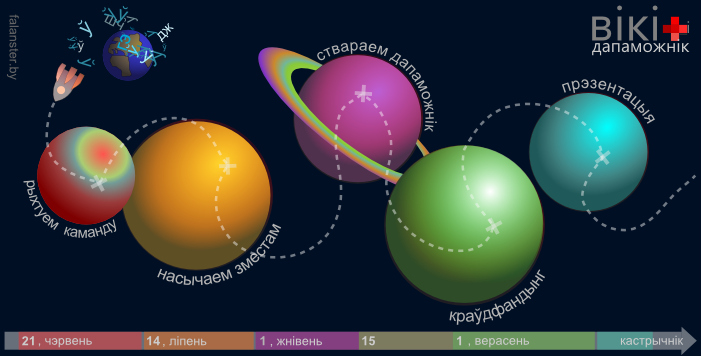 falanster.by
ў
Ў
ў
дж
ВІКІ
дапаможнік
рыхтуем каманду
насычаем зместам
ствараем дапаможнік
краўдфандынг
прэзентацыя
21, чэрвень
14, ліпень
1, жнівень
15
1, верасень
кастрычнік